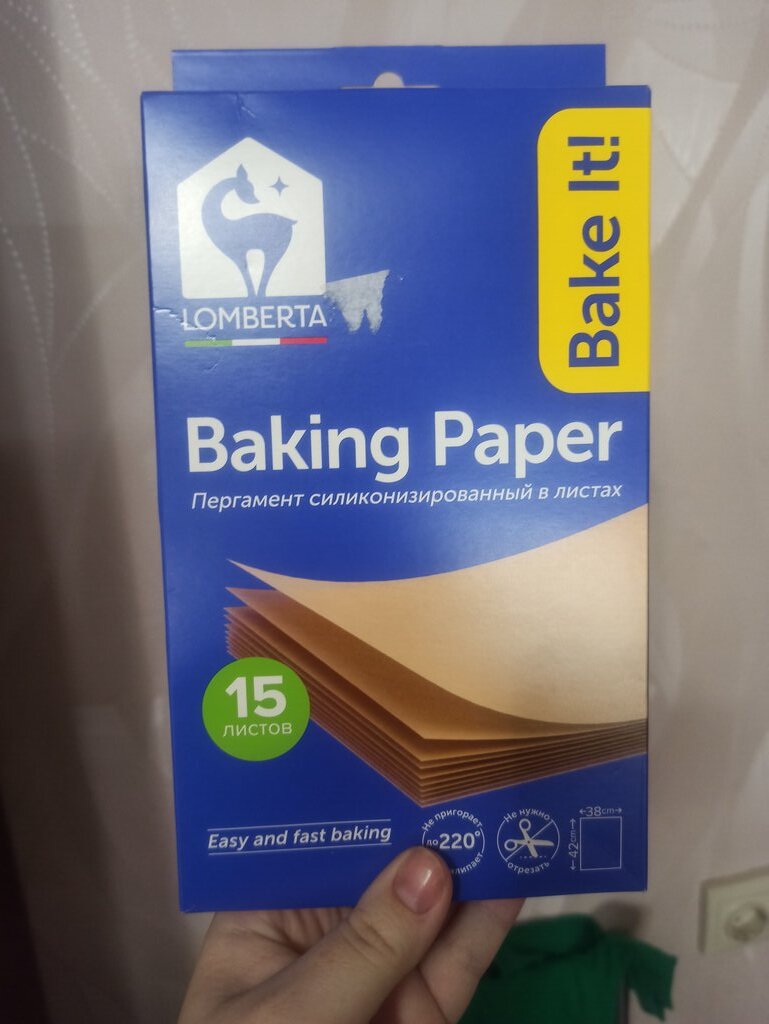 LOMBERTA
Bake It!
Baking Paper
Пергамент силиконизированный в листах
15
ЛИСТОВ
Easy and fast baking
Не пригорает
до 220°
Не нужно
отрезать
38cm
42cm